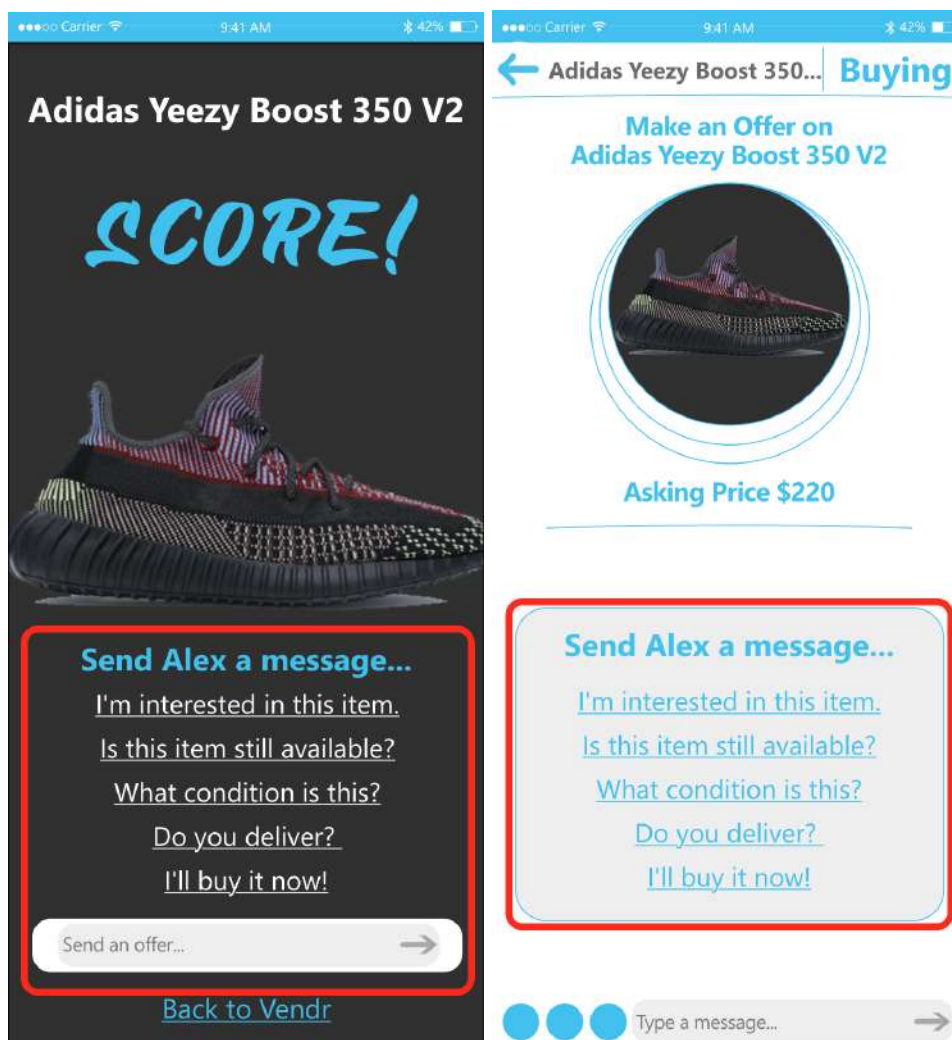 Carrier 9:41 AM 42%
Adidas Yeezy Boost 350 V2
SCORE!
Send Alex a message...
I'm interested in this item.
Is this item still available?
What condition is this?
Do you deliver?
I'll buy it now!
Send an offer...
Back to Vendr
Carrier 9:41 AM 42%
Adidas Yeezy Boost 350... Buying
Make an Offer on
Adidas Yeezy Boost 350 V2
Asking Price $220
Send Alex a message...
I'm interested in this item.
Is this item still available?
What condition is this?
Do you deliver?
I'll buy it now!
Type a message...